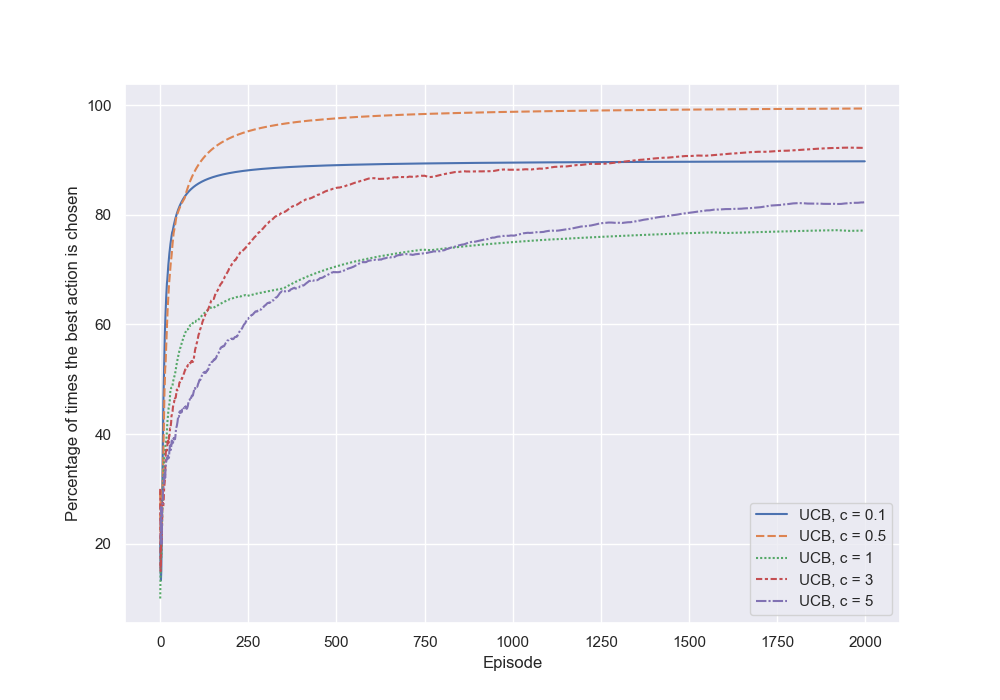 Percentage of times the best action is chosen
100
80
60
40
20
0
250
500
750
1000
1250
1500
1750
2000
Episode
UCB, c = 0.1
UCB, c = 0.5
UCB, c = 1
UCB, c = 3
UCB, c = 5